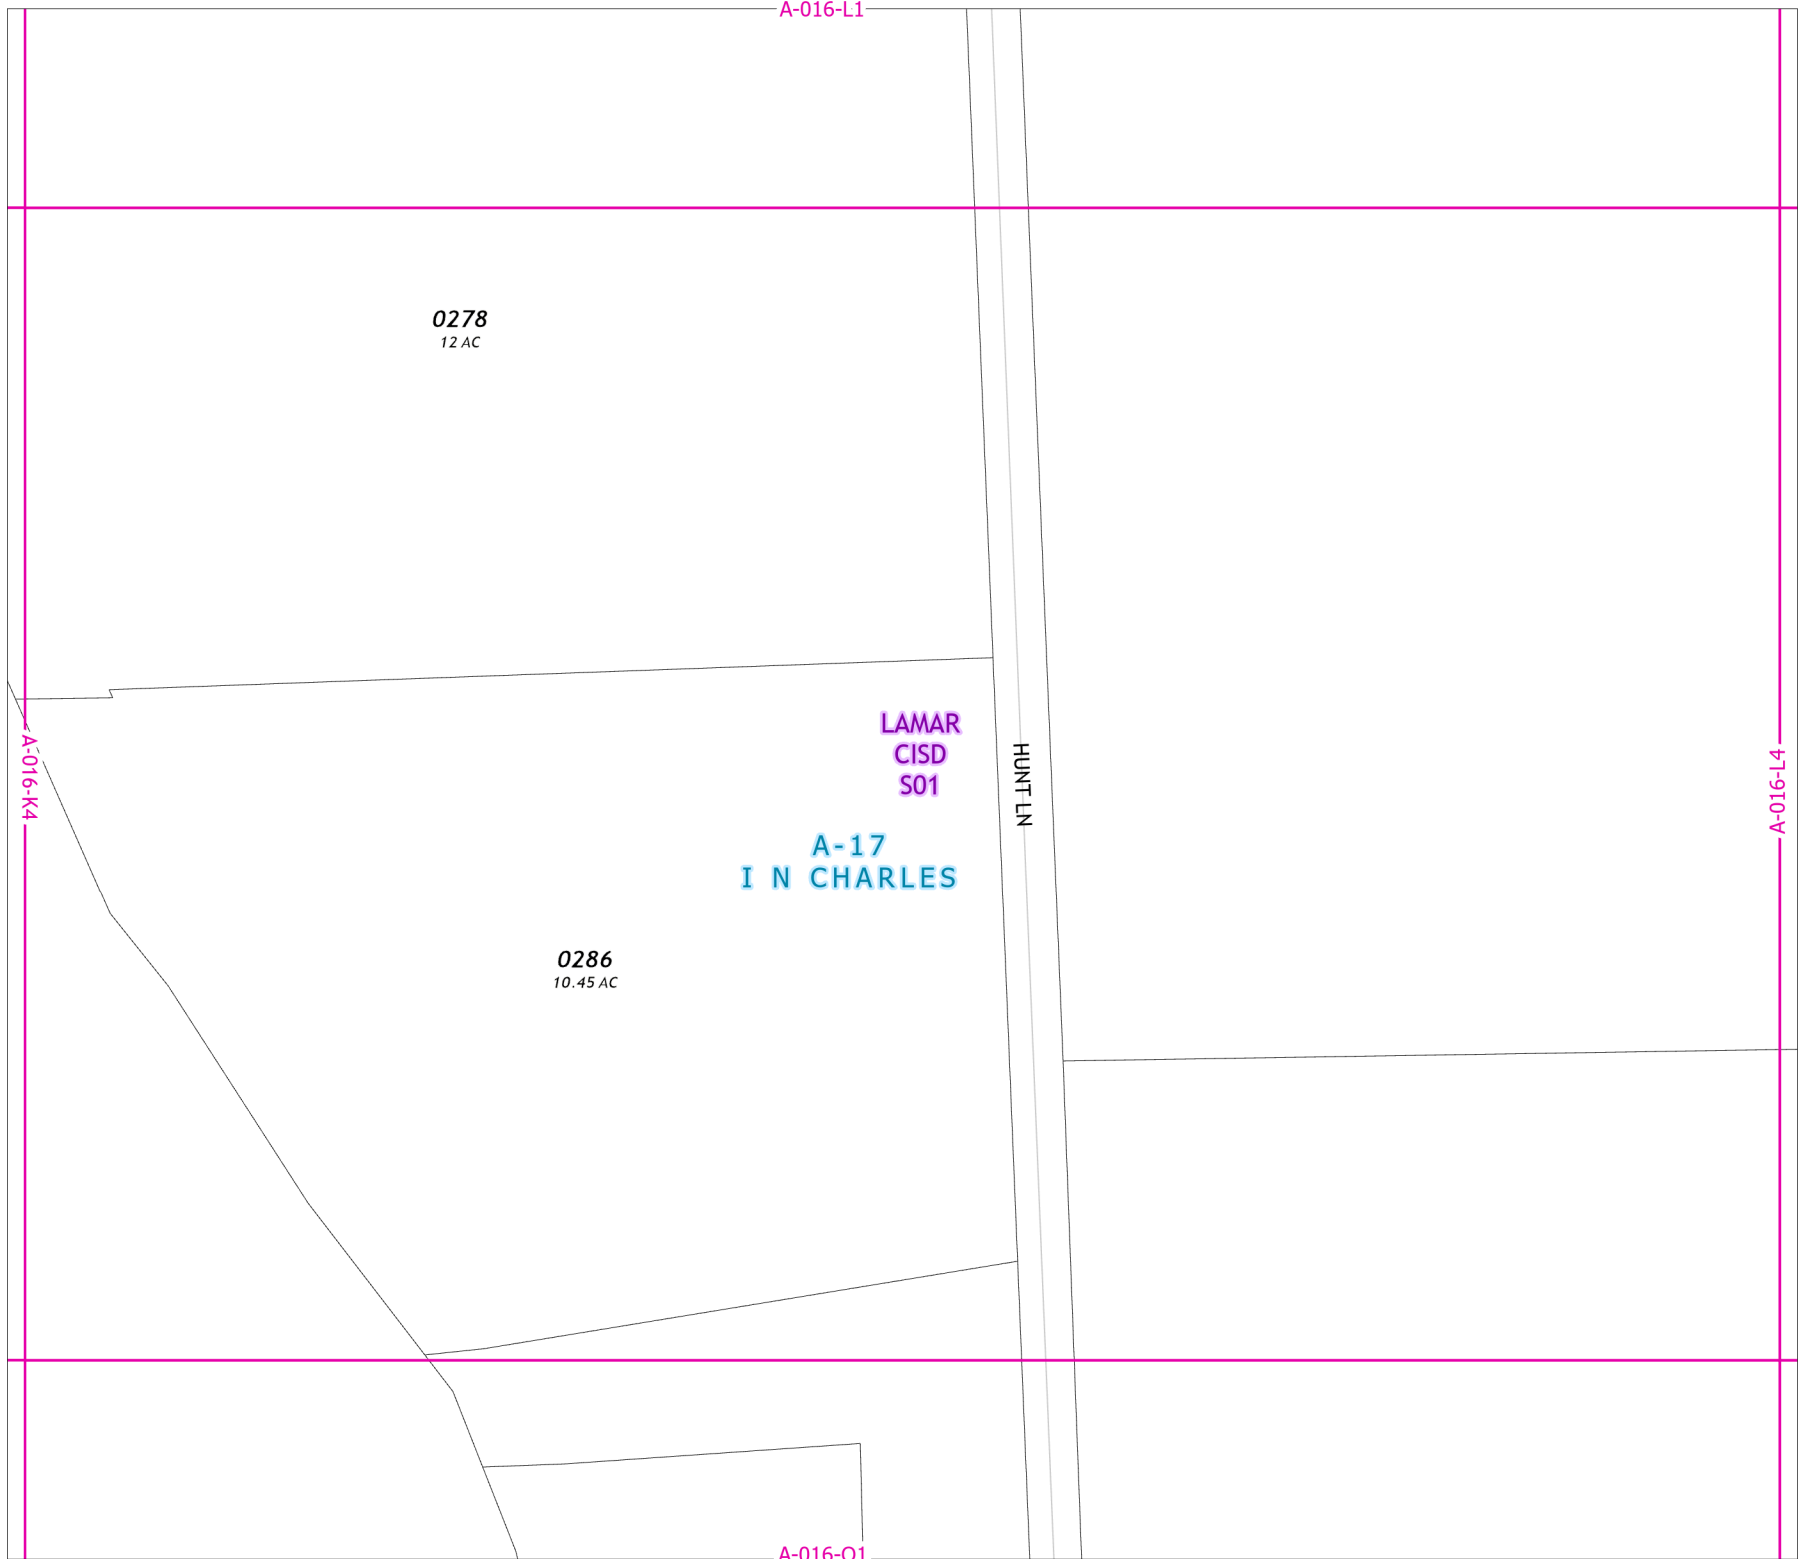 A-016-L1
0278
12 AC
LAMAR
CISD
S01
HUNT LN
A-016-K4
A-016-L4
A-17
I N CHARLES
0286
10.45 AC
A-016-O1